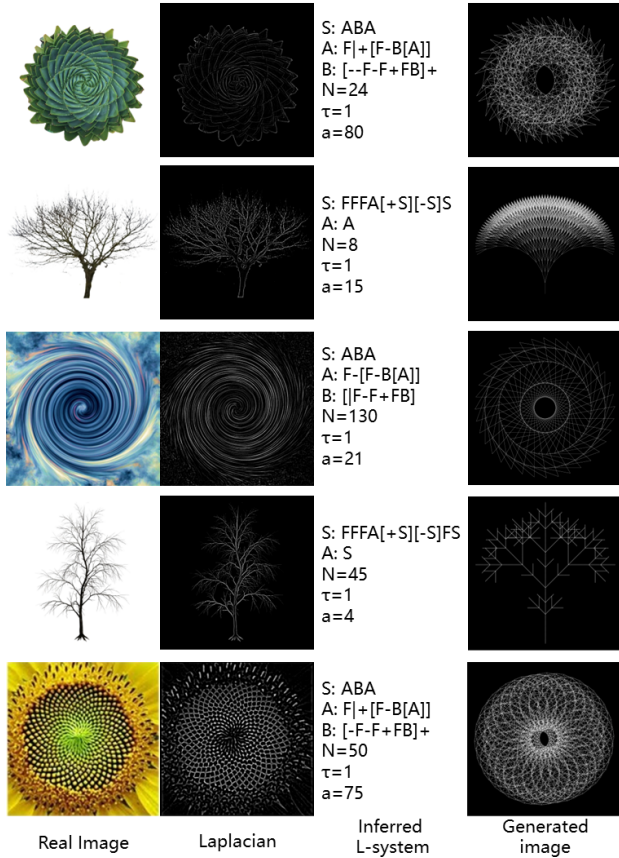 S: ABA
A: F|+[F-B[A]]
B: [--F-F+FB]+
N=24
τ=1
a=80
S: FFFA[+S][-S]S
A: A
N=8
τ=1
a=15
S: ABA
A: F-[F-B[A]]
B: [|F-F+FB]
N=130
τ=1
a=21
S: FFFA[+S][-S]FS
A: S
N=45
τ=1
a=4
S: ABA
A: F|+[F-B[A]]
B: [-F-F+FB]+
N=50
τ=1
a=75
Real Image
Laplacian
Inferred
L-system
Generated
image